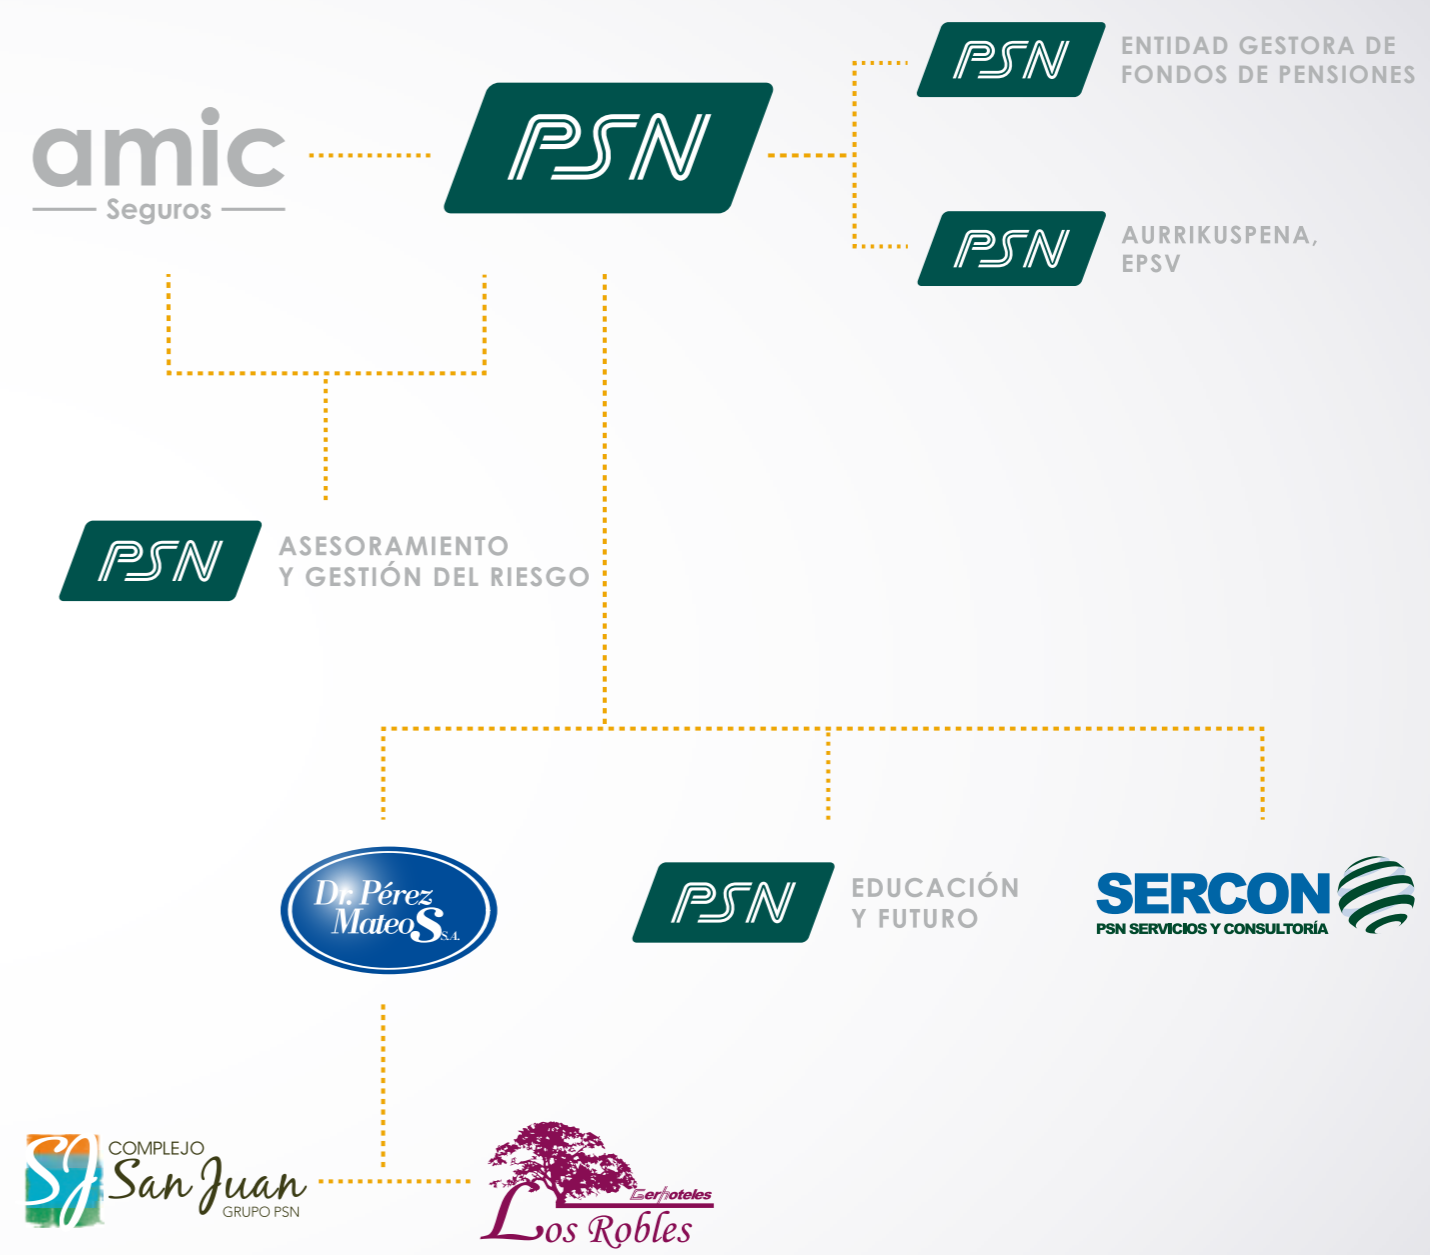 amic
Seguros
PSN
PSN
ENTIDAD GESTORA DE
FONDOS DE PENSIONES
PSN
AURRIKUSPENA,
EPSV
PSN
ASESORAMIENTO
Y GESTIÓN DEL RIESGO
Dr. Pérez
MateoS S.A.
PSN
EDUCACIÓN
Y FUTURO
SERCON
PSN SERVICIOS Y CONSULTORÍA
SJ
COMPLEJO
San Juan
GRUPO PSN
Gerhoteles
Los Robles